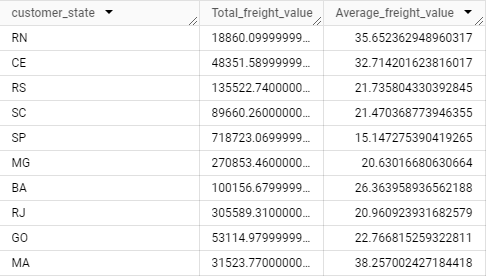 customer_state Total_freight_value Average_freight_value
RN 18860.09999999... 35.652362948960317
CE 48351.58999999... 32.714201623816017
RS 135522.7400000... 21.735804330392845
SC 89660.26000000... 21.470368773946355
SP 718723.0699999... 15.147275390419265
MG 270853.4600000... 20.63016680630664
BA 100156.6799999... 26.363958936562188
RJ 305589.3100000... 20.960923931682579
GO 53114.97999999... 22.766815259322811
MA 31523.77000000... 38.257002427184418